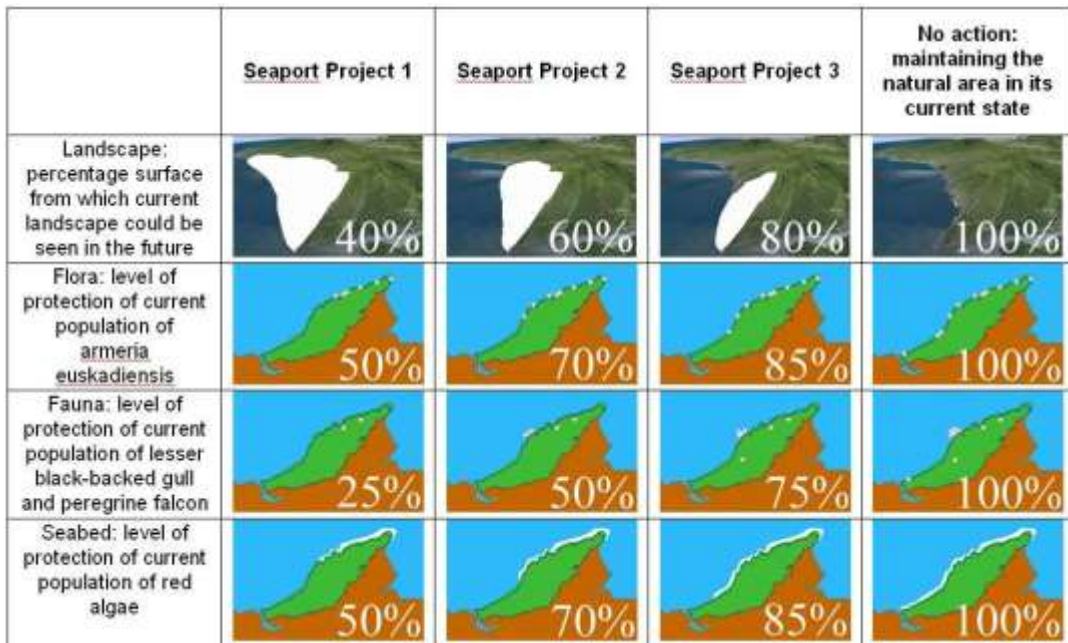 Seaport Project 1
Seaport Project 2
Seaport Project 3
No action:
maintaining the
natural area in its
current state
Landscape:
percentage surface
from which current
landscape could be
seen in the future
40%
60%
80%
100%
Flora: level of
protection of current
population of
armeria
euskadiensis
50%
70%
85%
100%
Fauna: level of
protection of current
population of lesser
black-backed gull
and peregrine falcon
25%
50%
75%
100%
Seabed: level of
protection of current
population of red
algae
50%
70%
85%
100%